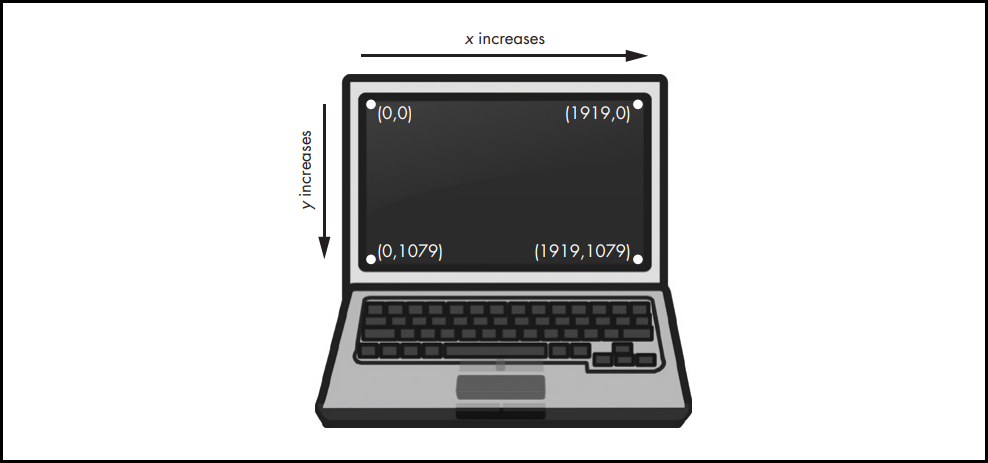 x increases
y increases
(0,0)
(1919,0)
(0,1079)
(1919,1079)